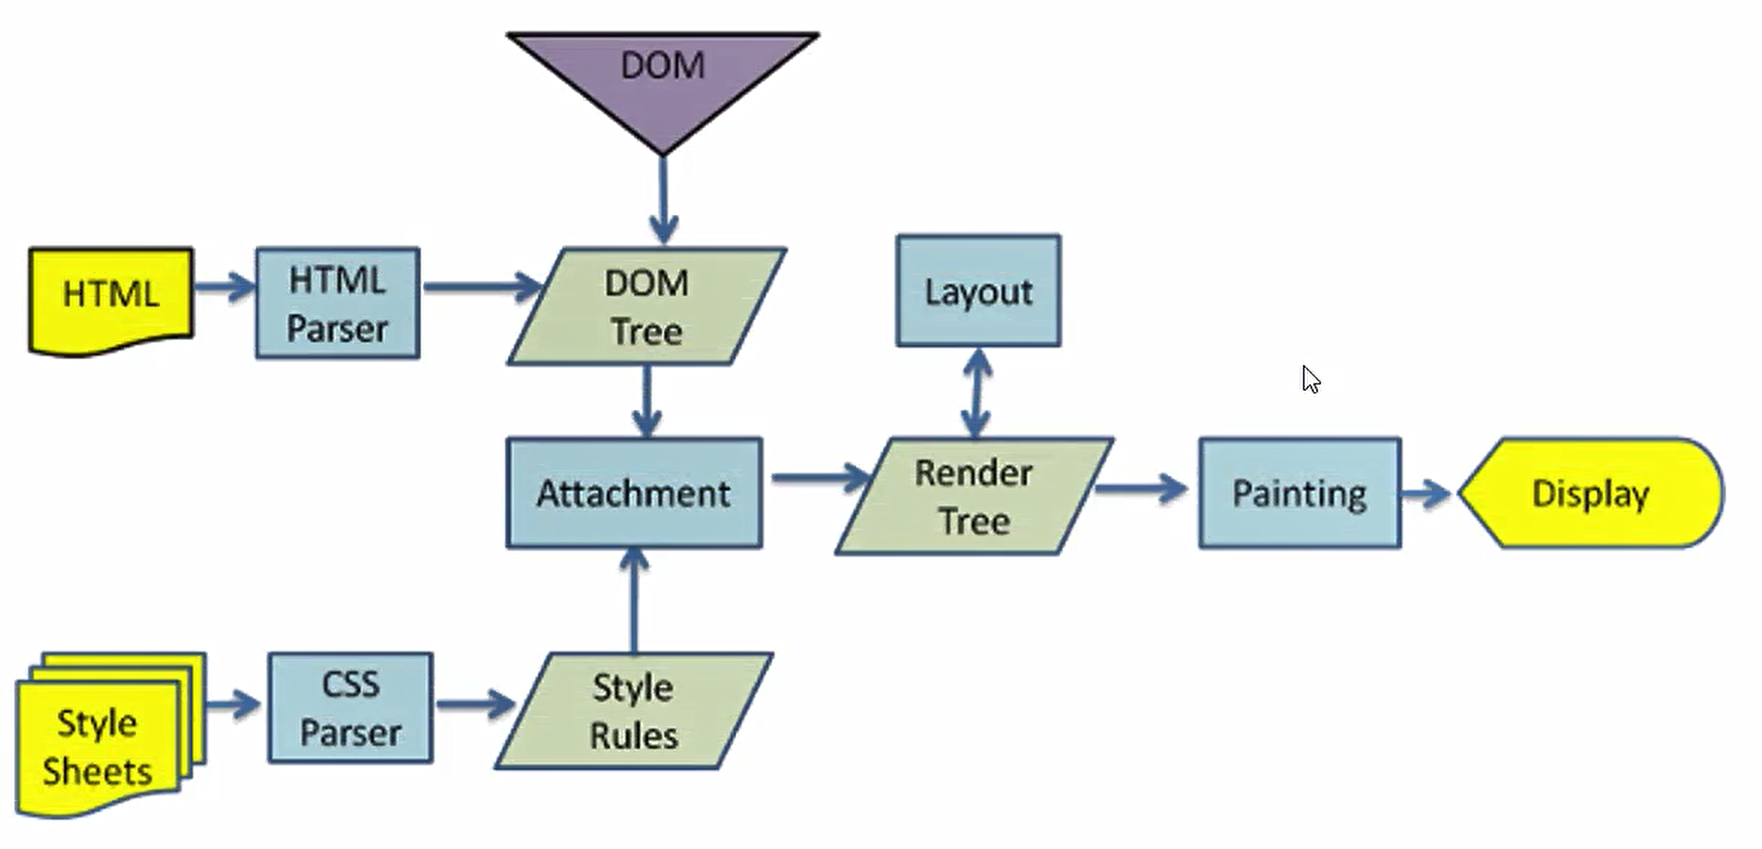 DOM
HTML
HTML
Parser
DOM
Tree
Layout
Attachment
Render
Tree
Painting
Display
Style
Sheets
CSS
Parser
Style
Rules